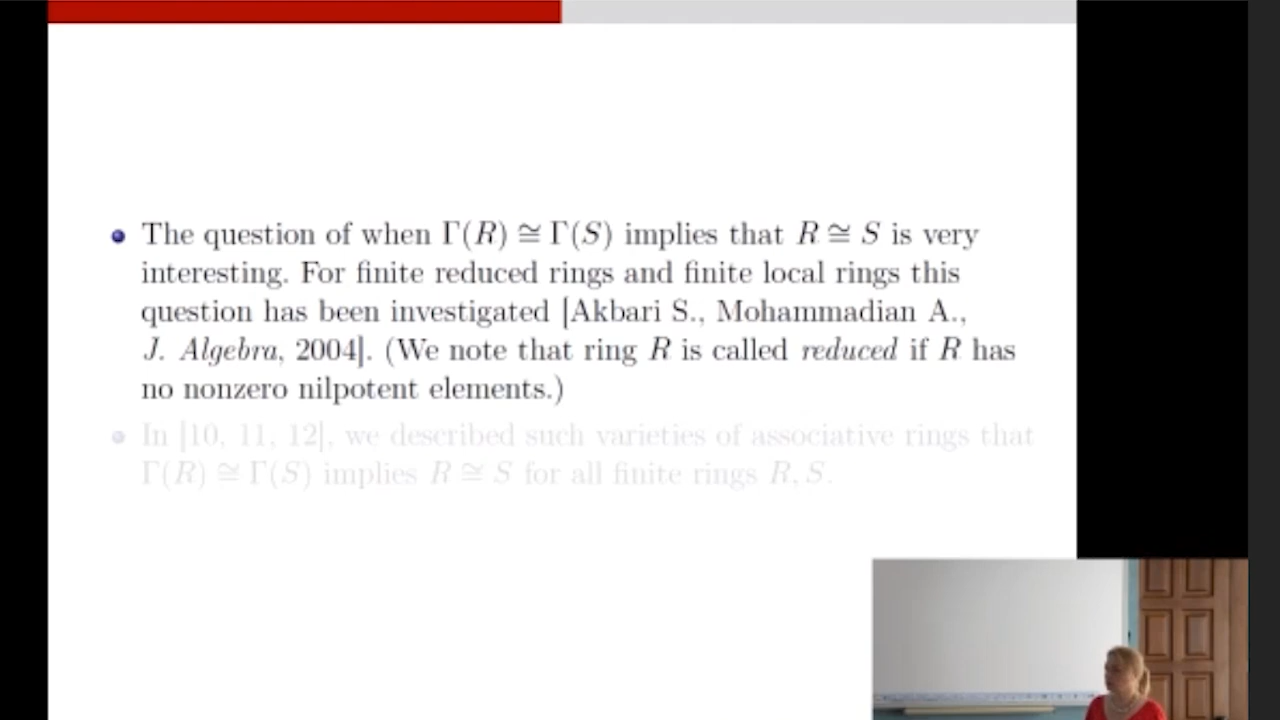 • The question of when Γ(R) ≅ Γ(S) implies that R ≅ S is very
interesting. For finite reduced rings and finite local rings this
question has been investigated [Akbari S., Mohammadian A.,
J. Algebra, 2004]. (We note that ring R is called reduced if R has
no nonzero nilpotent elements.)
• In [10, 11, 12], we described such varieties of associative rings that
Γ(R) ≅ Γ(S) implies R ≅ S for all finite rings R, S.